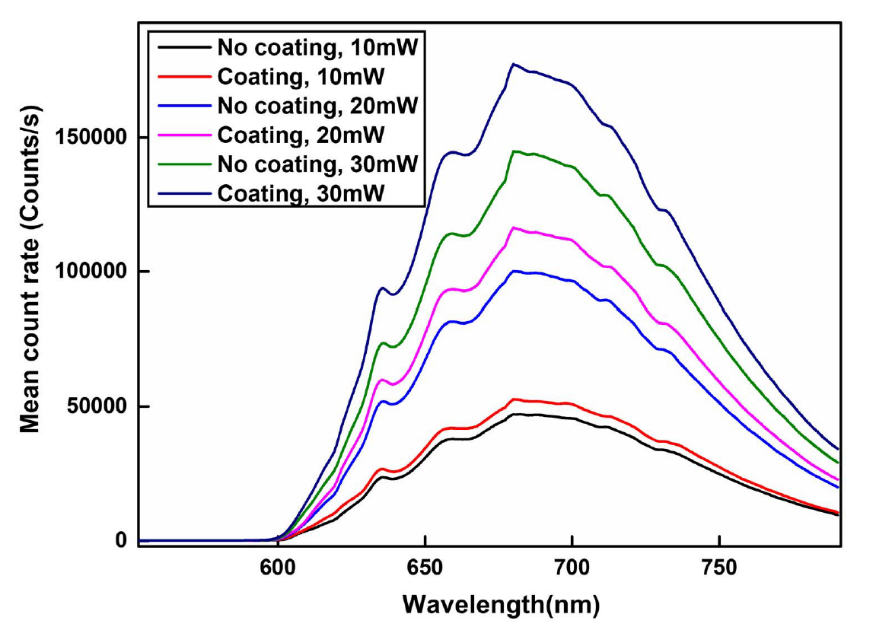 No coating, 10mW
Coating, 10mW
No coating, 20mW
Coating, 20mW
No coating, 30mW
Coating, 30mW
Mean count rate (Counts/s)
150000
100000
50000
0
600 650 700 750
Wavelength(nm)